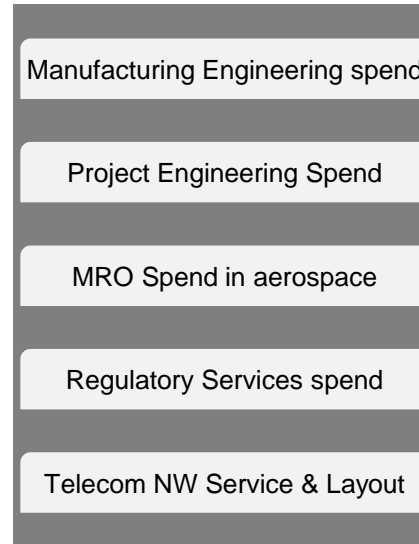 Manufacturing Engineering spend
Project Engineering Spend
MRO Spend in aerospace
Regulatory Services spend
Telecom NW Service & Layout